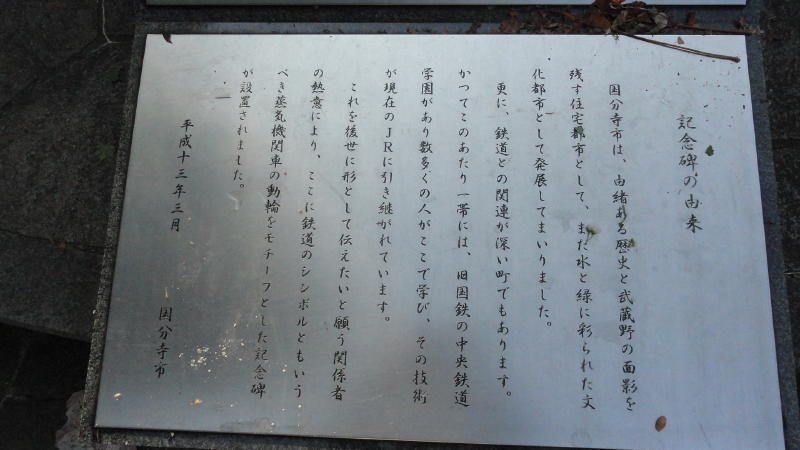 記念碑の由来
国分寺市は、由緒ある歴史と武蔵野の面影を
残す住宅都市として、また水と緑に彩られた文
化都市として発展してまいりました。
更に、鉄道との関連が深い町でもあります。
かつてこのあたり一帯には、旧国鉄の中央鉄道
学園があり数多くの人がここで学び、その技術
が現在のJRに引き継がれています。
これを後世に形として伝えたいと願う関係者
の熱意により、ここに鉄道のシンボルともいう
べき蒸気機関車の動輪をモチーフとした記念碑
が設置されました。
平成十三年三月
国分寺市